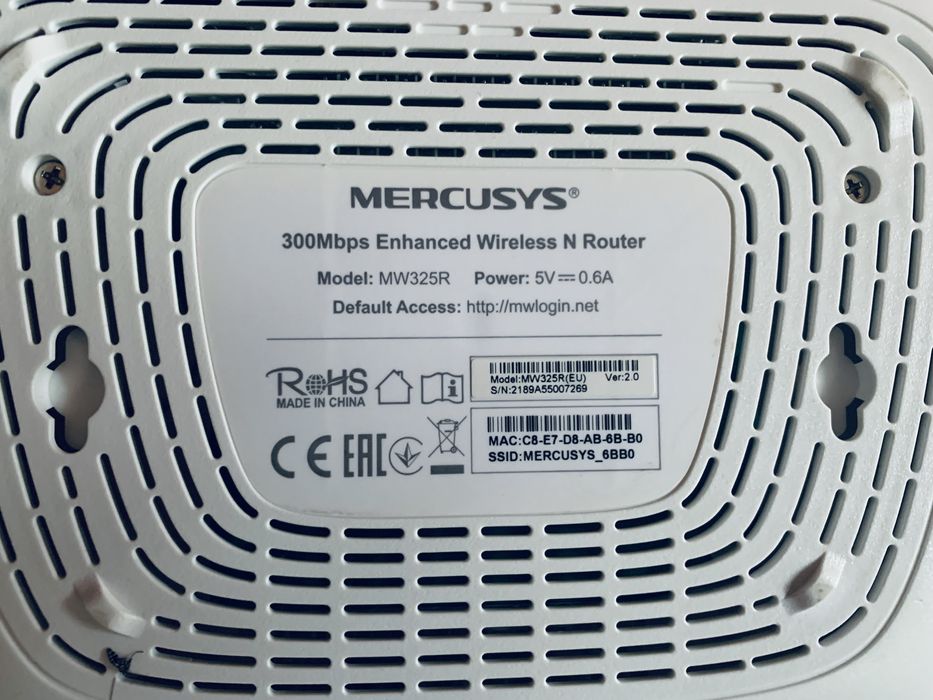 MERCUSYS®
300Mbps Enhanced Wireless N Router
Model: MW325R Power: 5V⎓0.6A
Default Access: http://mwlogin.net
RoHS
MADE IN CHINA
Model:MW325R(EU) Ver:2.0
S/N:2189A55007269
CE EAC
MAC:C8-E7-D8-AB-6B-B0
SSID:MERCUSYS_6BB0